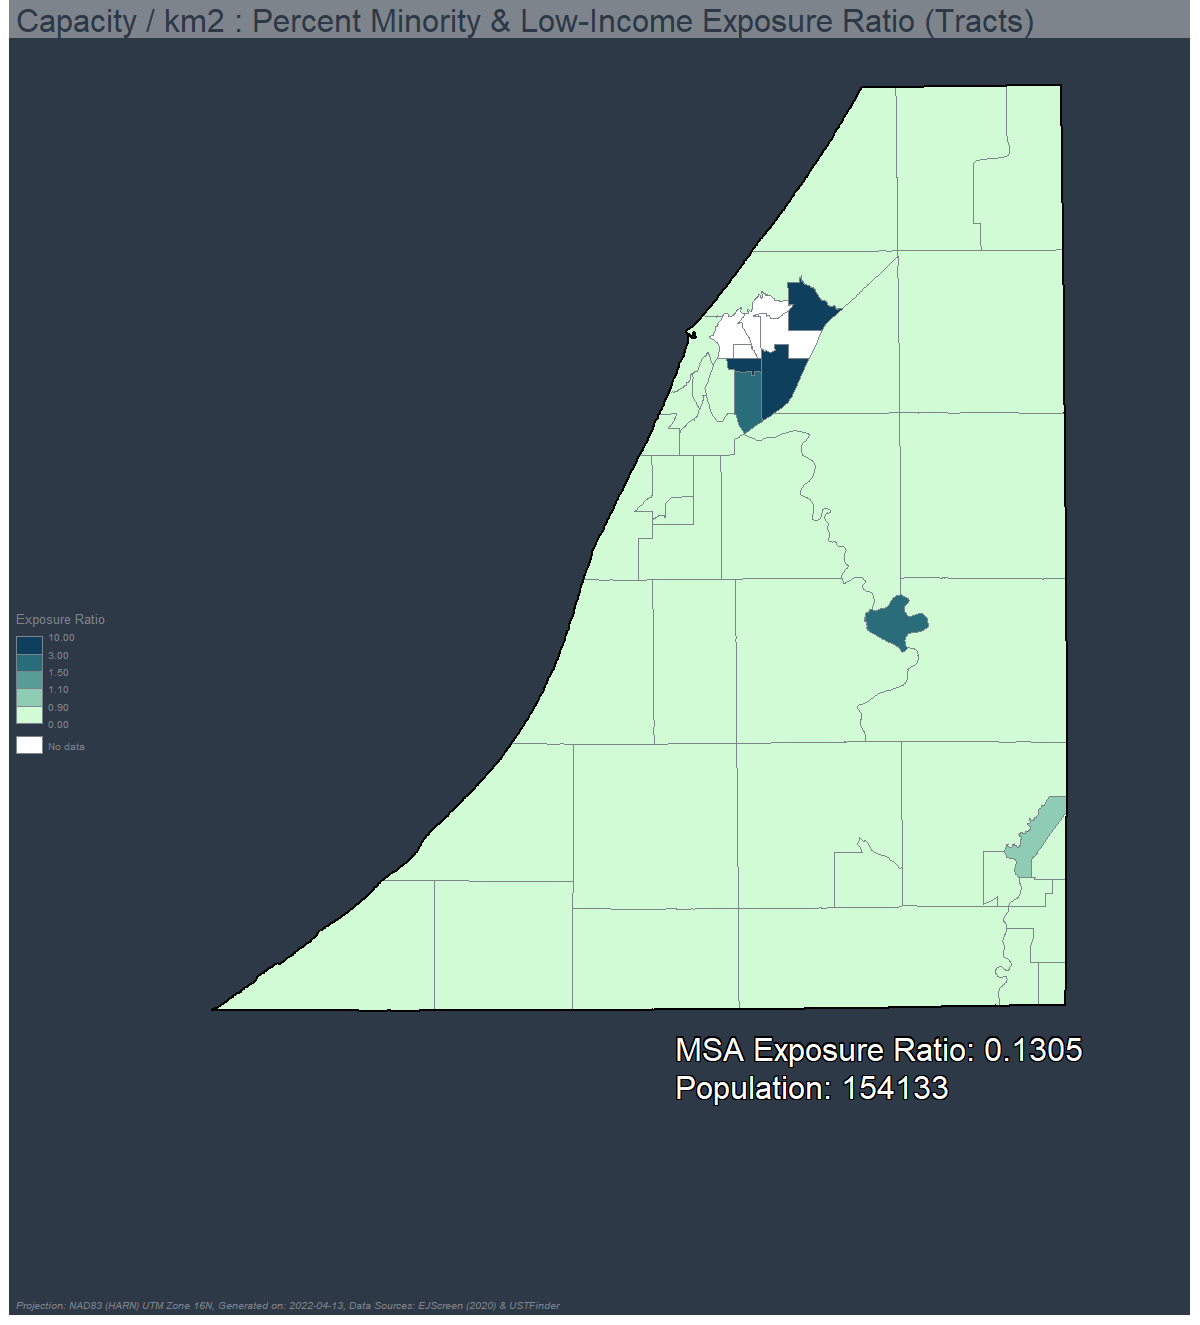 Capacity / km2 : Percent Minority & Low-Income Exposure Ratio (Tracts)
Exposure Ratio
10.00
3.00
1.50
1.10
0.90
0.00
No data
MSA Exposure Ratio: 0.1305
Population: 154133
Projection: NAD83 (HARN) UTM Zone 16N, Generated on: 2022-04-13, Data Sources: EJScreen (2020) & USTFinder